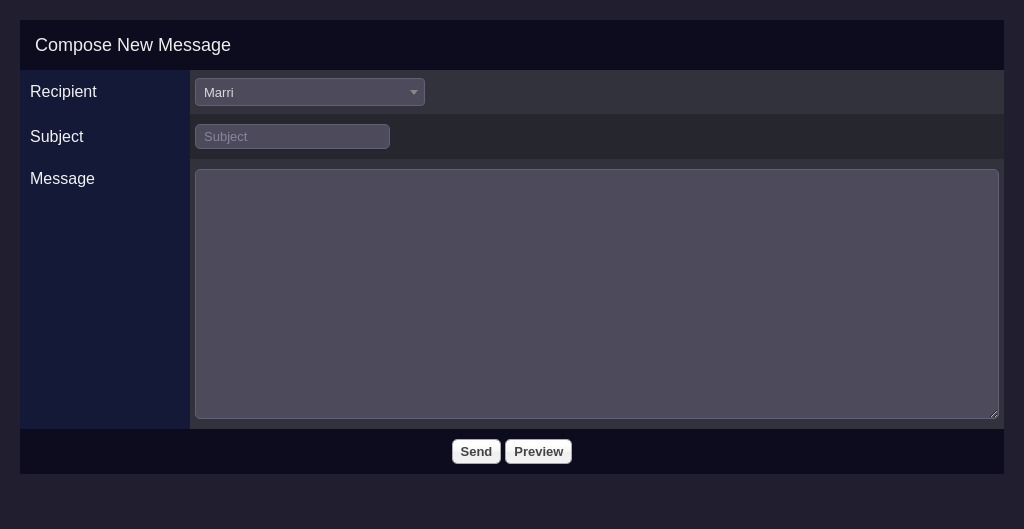 Compose New Message
Recipient
Marri
Subject
Subject
Message
Send
Preview